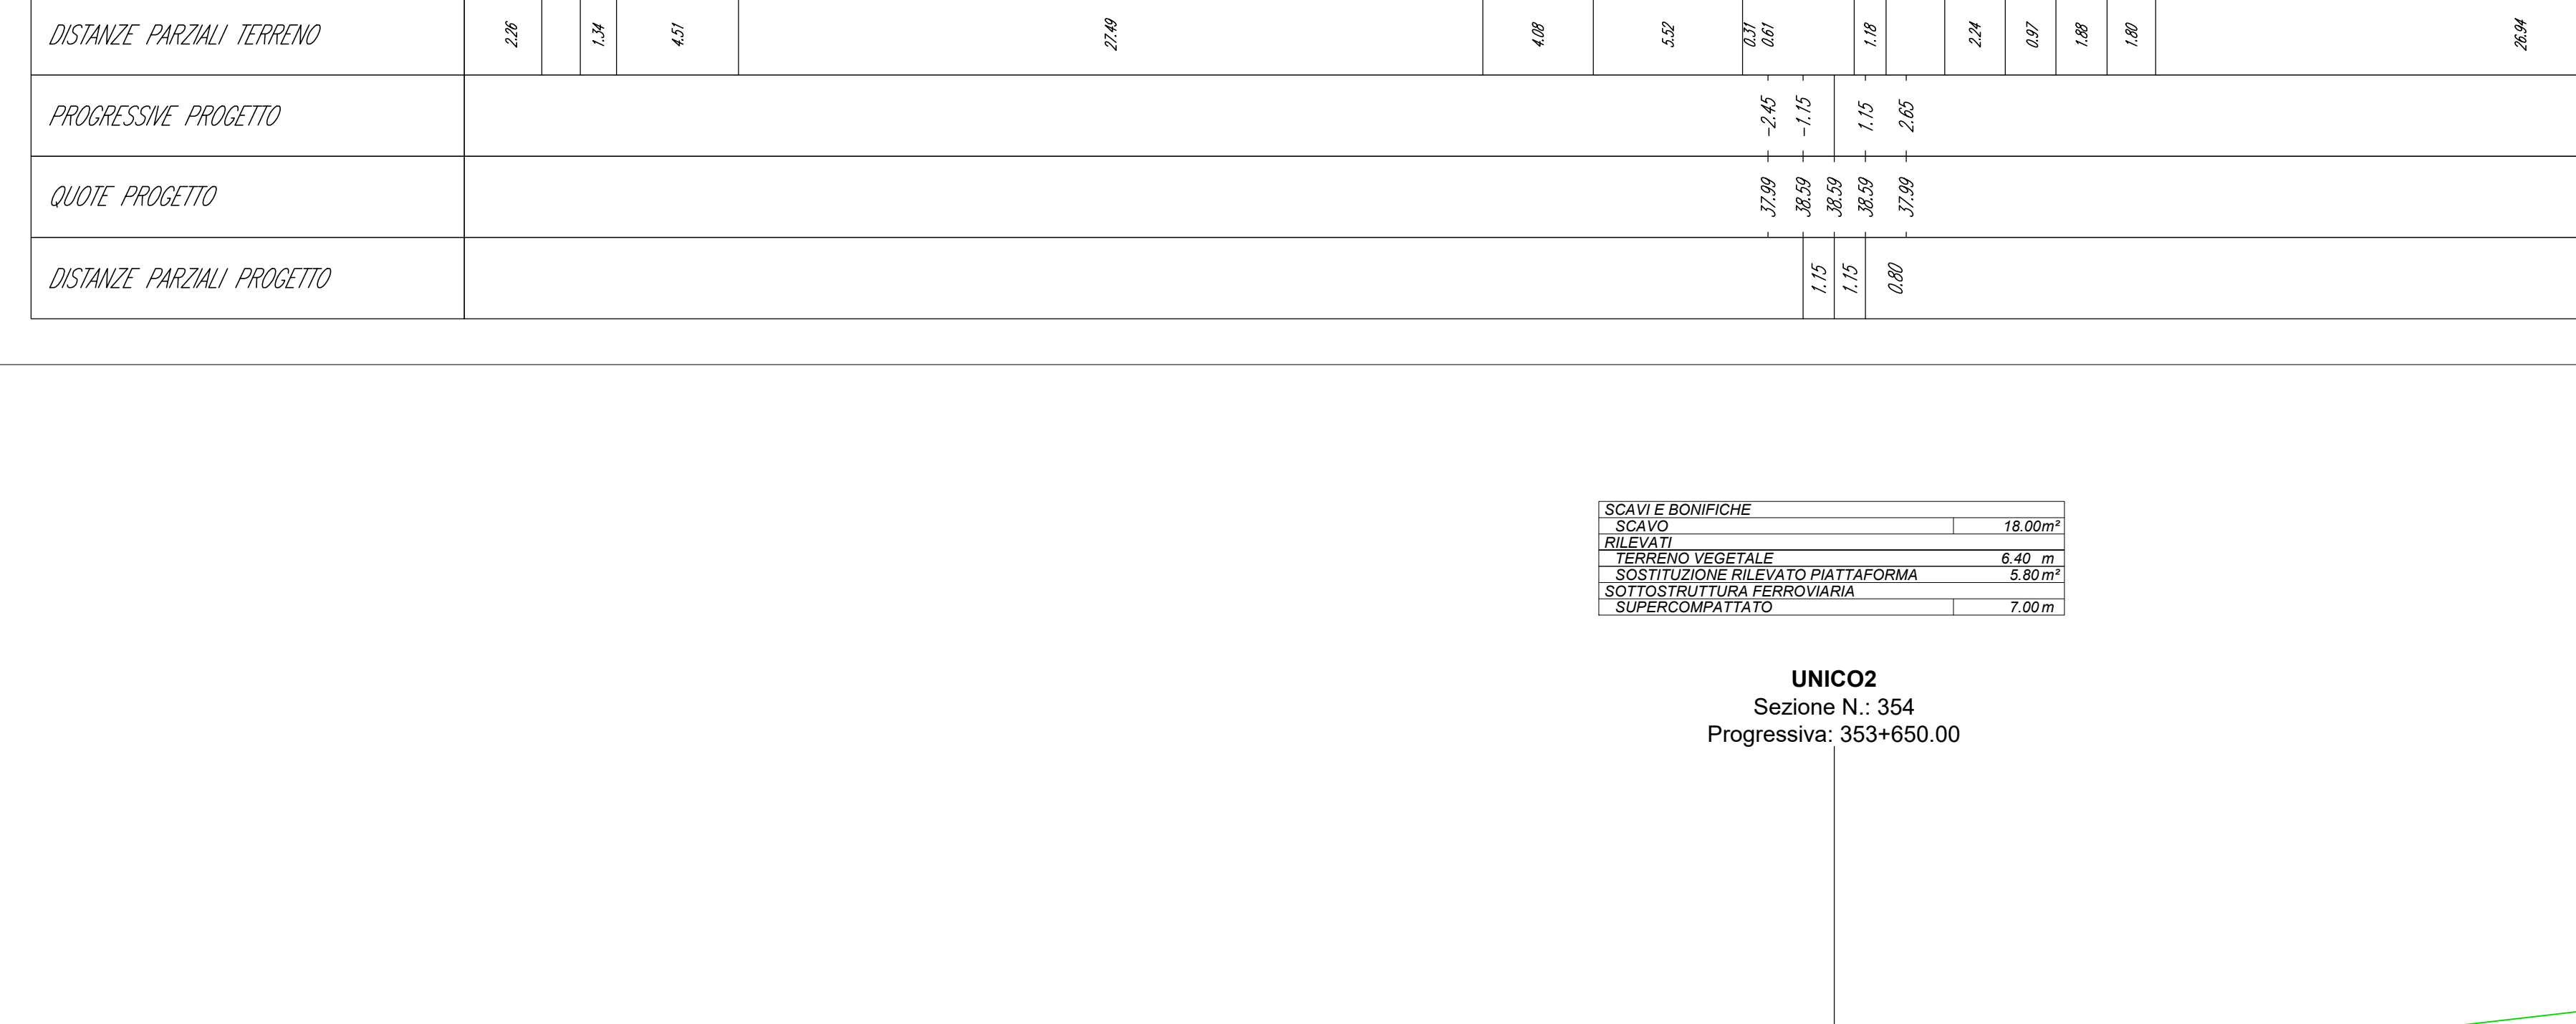 DISTANZE PARZIALI TERRENO 2.26 1.34 4.51 27.49 4.08 5.52 0.31 0.61 1.18 2.24 0.97 1.88 1.80 26.94
PROGRESSIVE PROGETTO -2.45 -1.15 1.15 2.65
QUOTE PROGETTO 37.99 38.59 38.59 38.59 37.99
DISTANZE PARZIALI PROGETTO 1.15 1.15 0.80
SCAVI E BONIFICHE
SCAVO 18.00m²
RILEVATI
TERRENO VEGETALE 6.40 m
SOSTITUZIONE RILEVATO PIATTAFORMA 5.80 m²
SOTTOSTRUTTURA FERROVIARIA
SUPERCOMPATTATO 7.00 m
UNICO2
Sezione N.: 354
Progressiva: 353+650.00